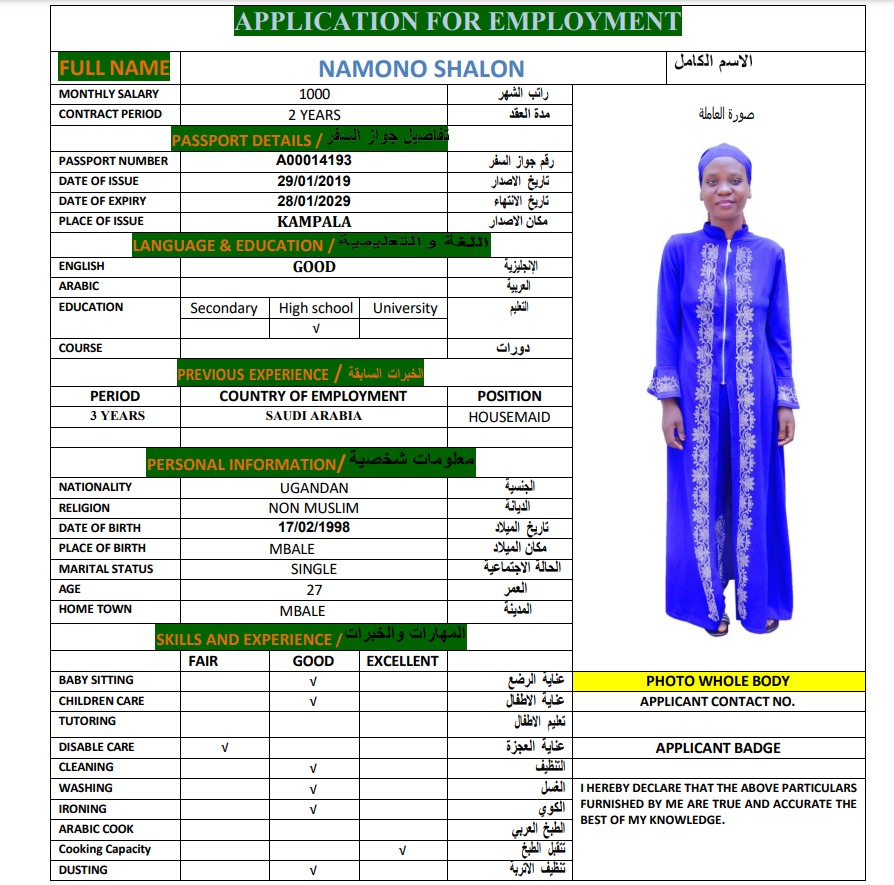 APPLICATION FOR EMPLOYMENT
FULL NAME NAMONO SHALON الاسم الكامل
MONTHLY SALARY 1000 راتب الشهر
CONTRACT PERIOD 2 YEARS مدة العقد
صورة العاملة
PASSPORT DETAILS / تفاصيل جواز السفر
PASSPORT NUMBER A00014193 رقم جواز السفر
DATE OF ISSUE 29/01/2019 تاريخ الاصدار
DATE OF EXPIRY 28/01/2029 تاريخ الانتهاء
PLACE OF ISSUE KAMPALA مكان الاصدار
LANGUAGE & EDUCATION / اللغة و التعليمية
ENGLISH GOOD الإنجليزية
ARABIC العربية
EDUCATION Secondary High school University التعليم
√
COURSE دورات
PREVIOUS EXPERIENCE / الخبرات السابقة
PERIOD COUNTRY OF EMPLOYMENT POSITION
3 YEARS SAUDI ARABIA HOUSEMAID
PERSONAL INFORMATION/ معلومات شخصية
NATIONALITY UGANDAN الجنسية
RELIGION NON MUSLIM الديانة
DATE OF BIRTH 17/02/1998 تاريخ الميلاد
PLACE OF BIRTH MBALE مكان الميلاد
MARITAL STATUS SINGLE الحالة الاجتماعية
AGE 27 العمر
HOME TOWN MBALE المدينة
SKILLS AND EXPERIENCE / المهارات والخبرات
FAIR GOOD EXCELLENT
BABY SITTING √ عناية الرضع
CHILDREN CARE √ عناية الاطفال
TUTORING تعليم الاطفال
DISABLE CARE √ عناية العجزة
CLEANING √ التنظيف
WASHING √ الغسل
IRONING √ الكوي
ARABIC COOK الطبخ العربي
Cooking Capacity √ تتقبل الطبخ
DUSTING √ تنظيف الاتربة
PHOTO WHOLE BODY
APPLICANT CONTACT NO.
APPLICANT BADGE
I HEREBY DECLARE THAT THE ABOVE PARTICULARS
FURNISHED BY ME ARE TRUE AND ACCURATE THE
BEST OF MY KNOWLEDGE.